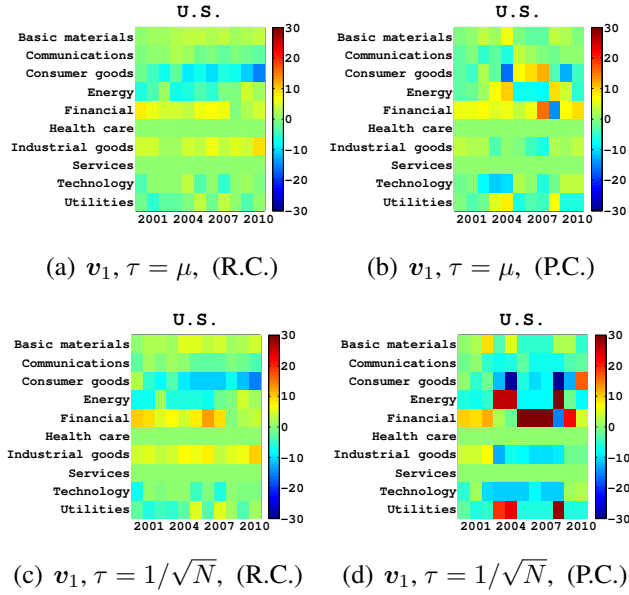 U.S.
Basic materials
Communications
Consumer goods
Energy
Financial
Health care
Industrial goods
Services
Technology
Utilities
2001 2004 2007 2010
30
20
10
0
−10
−20
−30
(a) v₁, τ = μ, (R.C.)
U.S.
Basic materials
Communications
Consumer goods
Energy
Financial
Health care
Industrial goods
Services
Technology
Utilities
2001 2004 2007 2010
30
20
10
0
−10
−20
−30
(b) v₁, τ = μ, (P.C.)
U.S.
Basic materials
Communications
Consumer goods
Energy
Financial
Health care
Industrial goods
Services
Technology
Utilities
2001 2004 2007 2010
30
20
10
0
−10
−20
−30
(c) v₁, τ = 1/√N, (R.C.)
U.S.
Basic materials
Communications
Consumer goods
Energy
Financial
Health care
Industrial goods
Services
Technology
Utilities
2001 2004 2007 2010
30
20
10
0
−10
−20
−30
(d) v₁, τ = 1/√N, (P.C.)